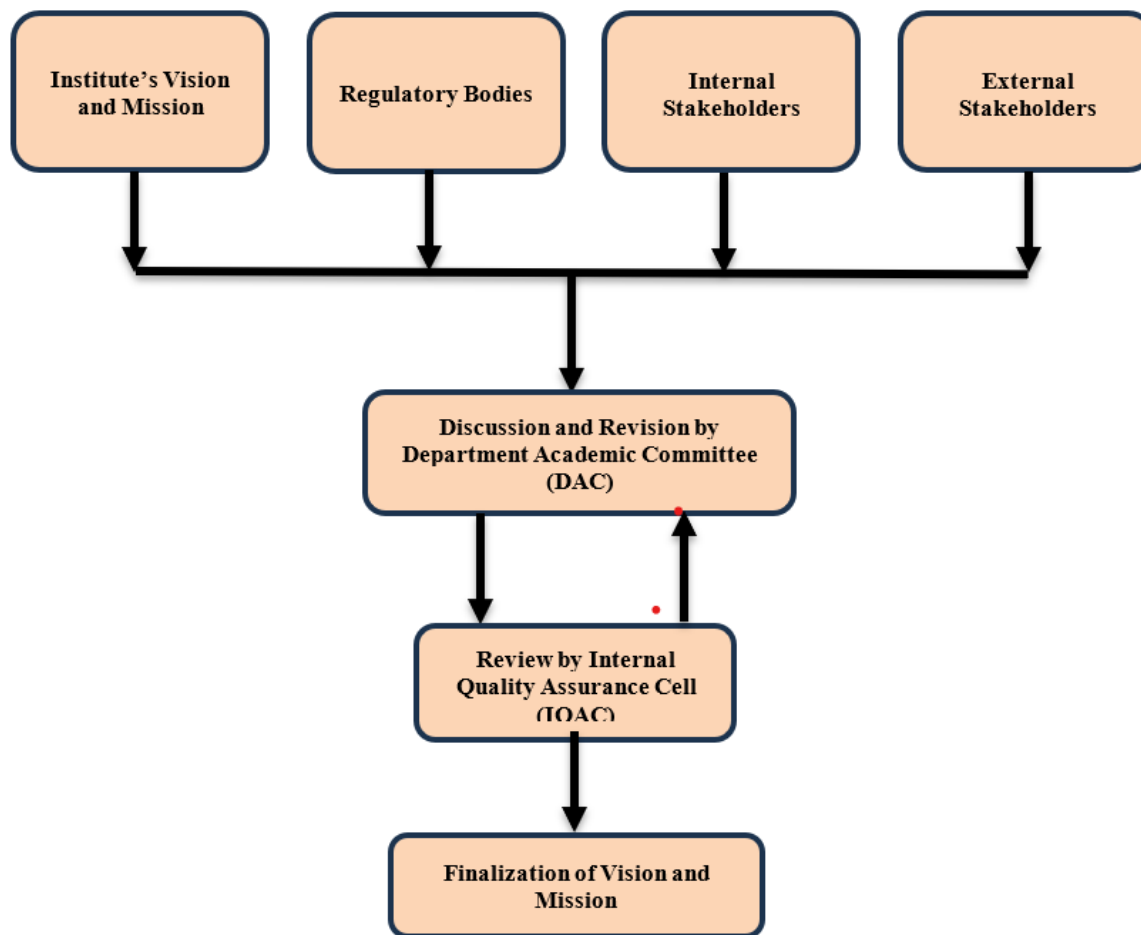 Institute’s Vision
and Mission
Regulatory Bodies
Internal
Stakeholders
External
Stakeholders
Discussion and Revision by
Department Academic Committee
(DAC)
Review by Internal
Quality Assurance Cell
(IQAC)
Finalization of Vision and
Mission